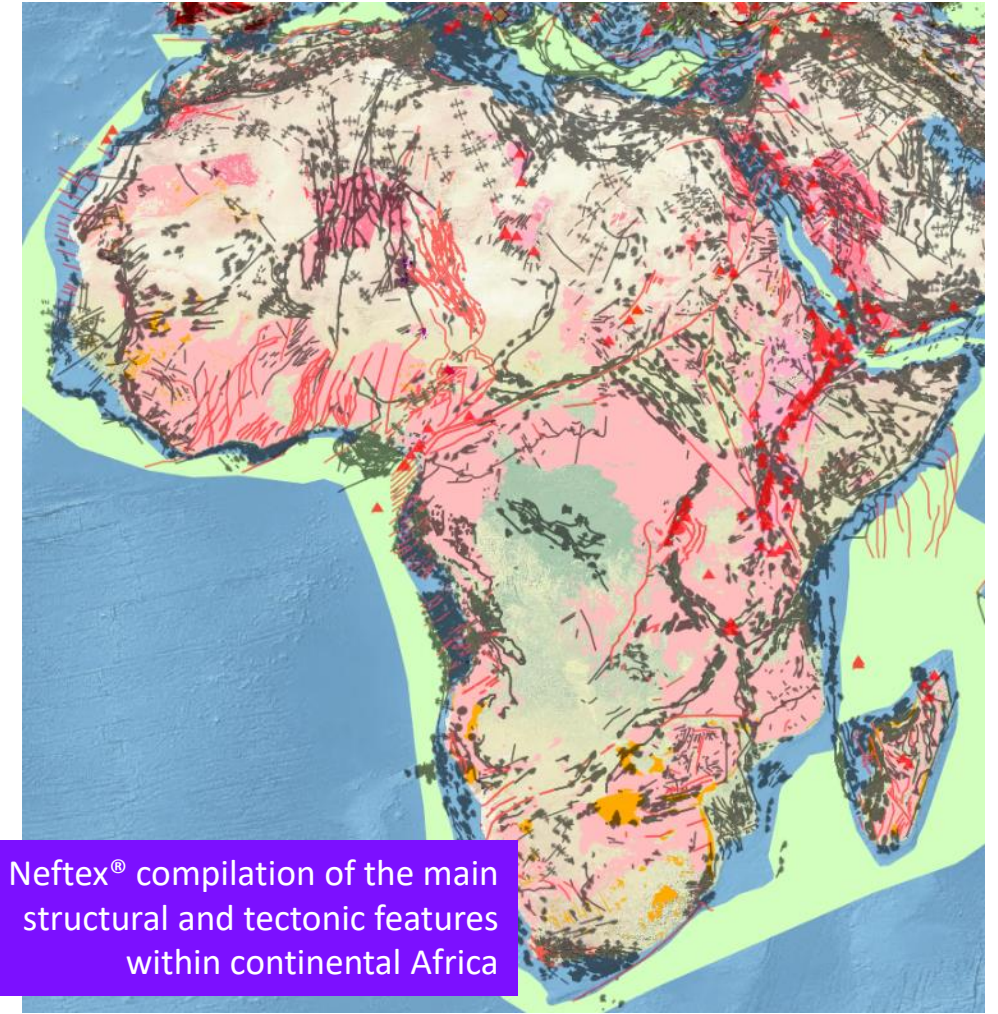 Neftex® compilation of the main
structural and tectonic features
within continental Africa